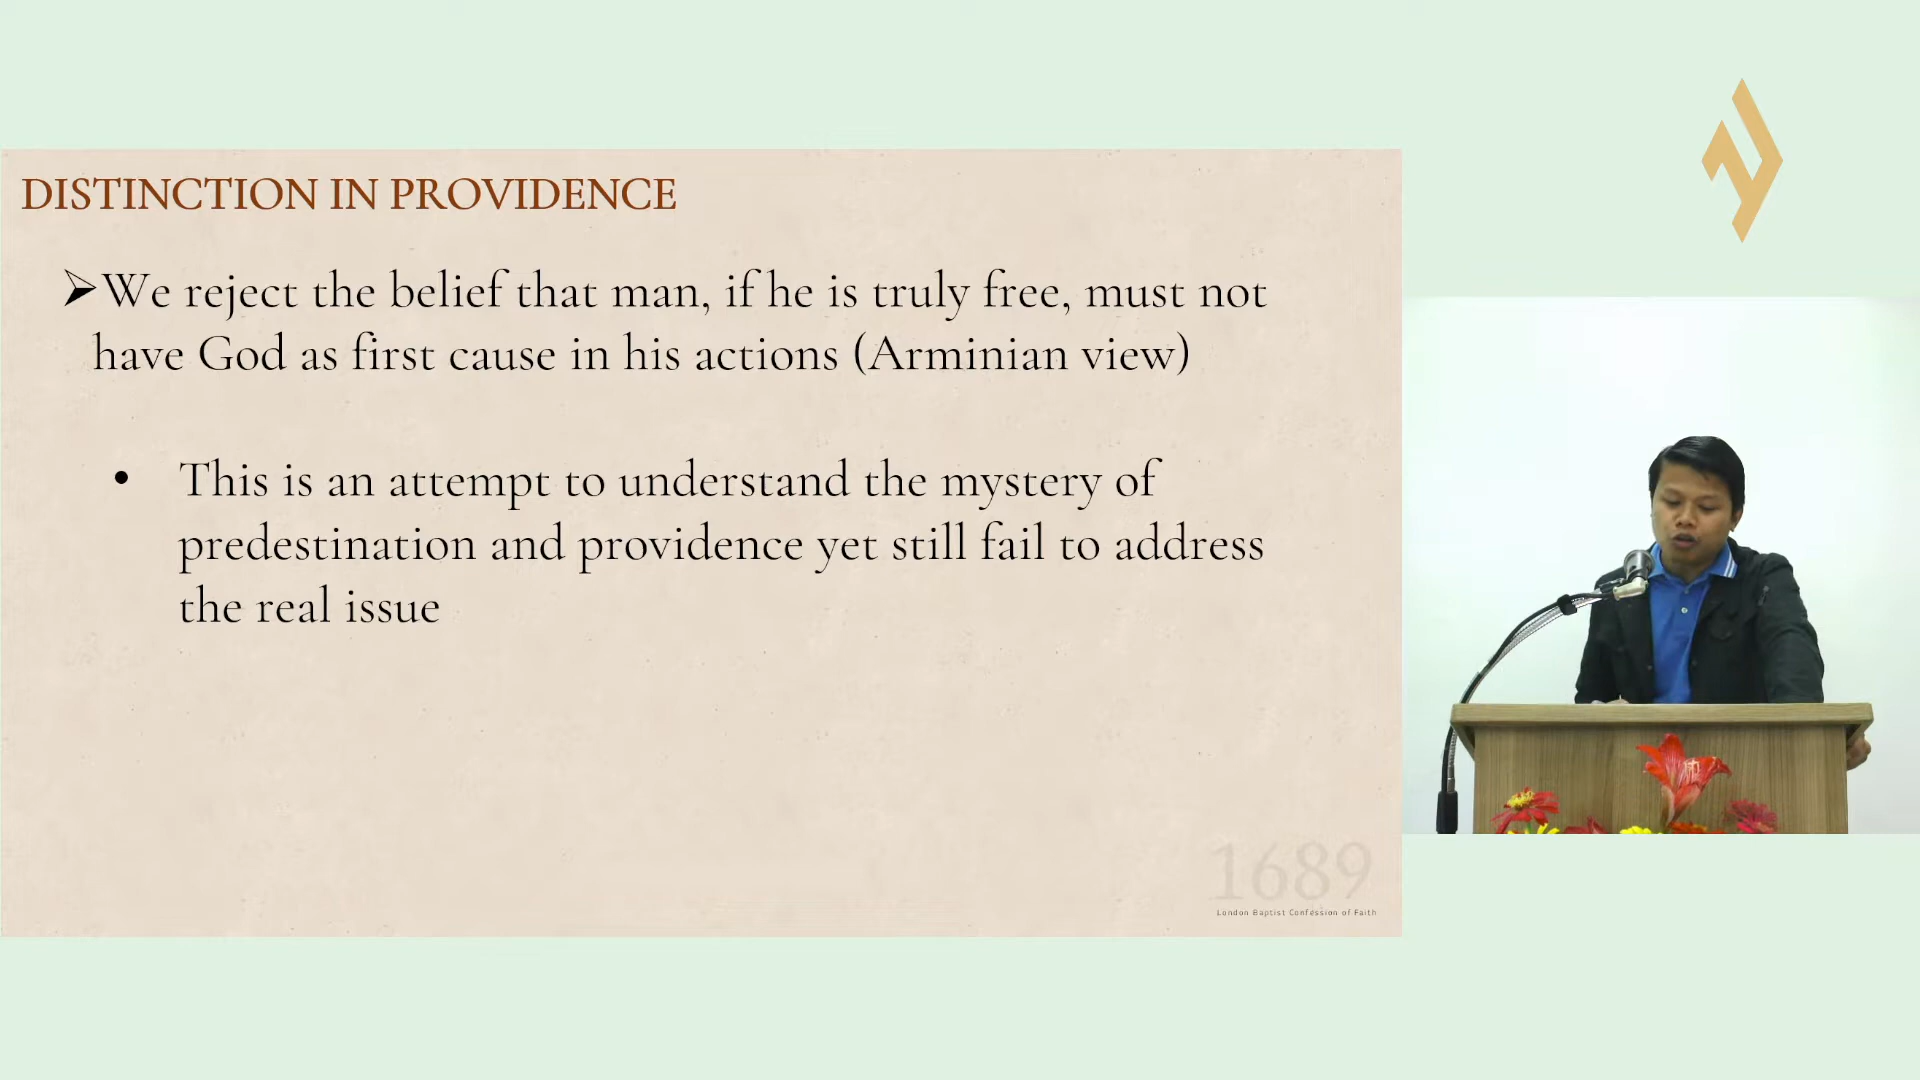 DISTINCTION IN PROVIDENCE
➢We reject the belief that man, if he is truly free, must not
have God as first cause in his actions (Arminian view)
• This is an attempt to understand the mystery of
predestination and providence yet still fail to address
the real issue
1689
London Baptist Confession of Faith